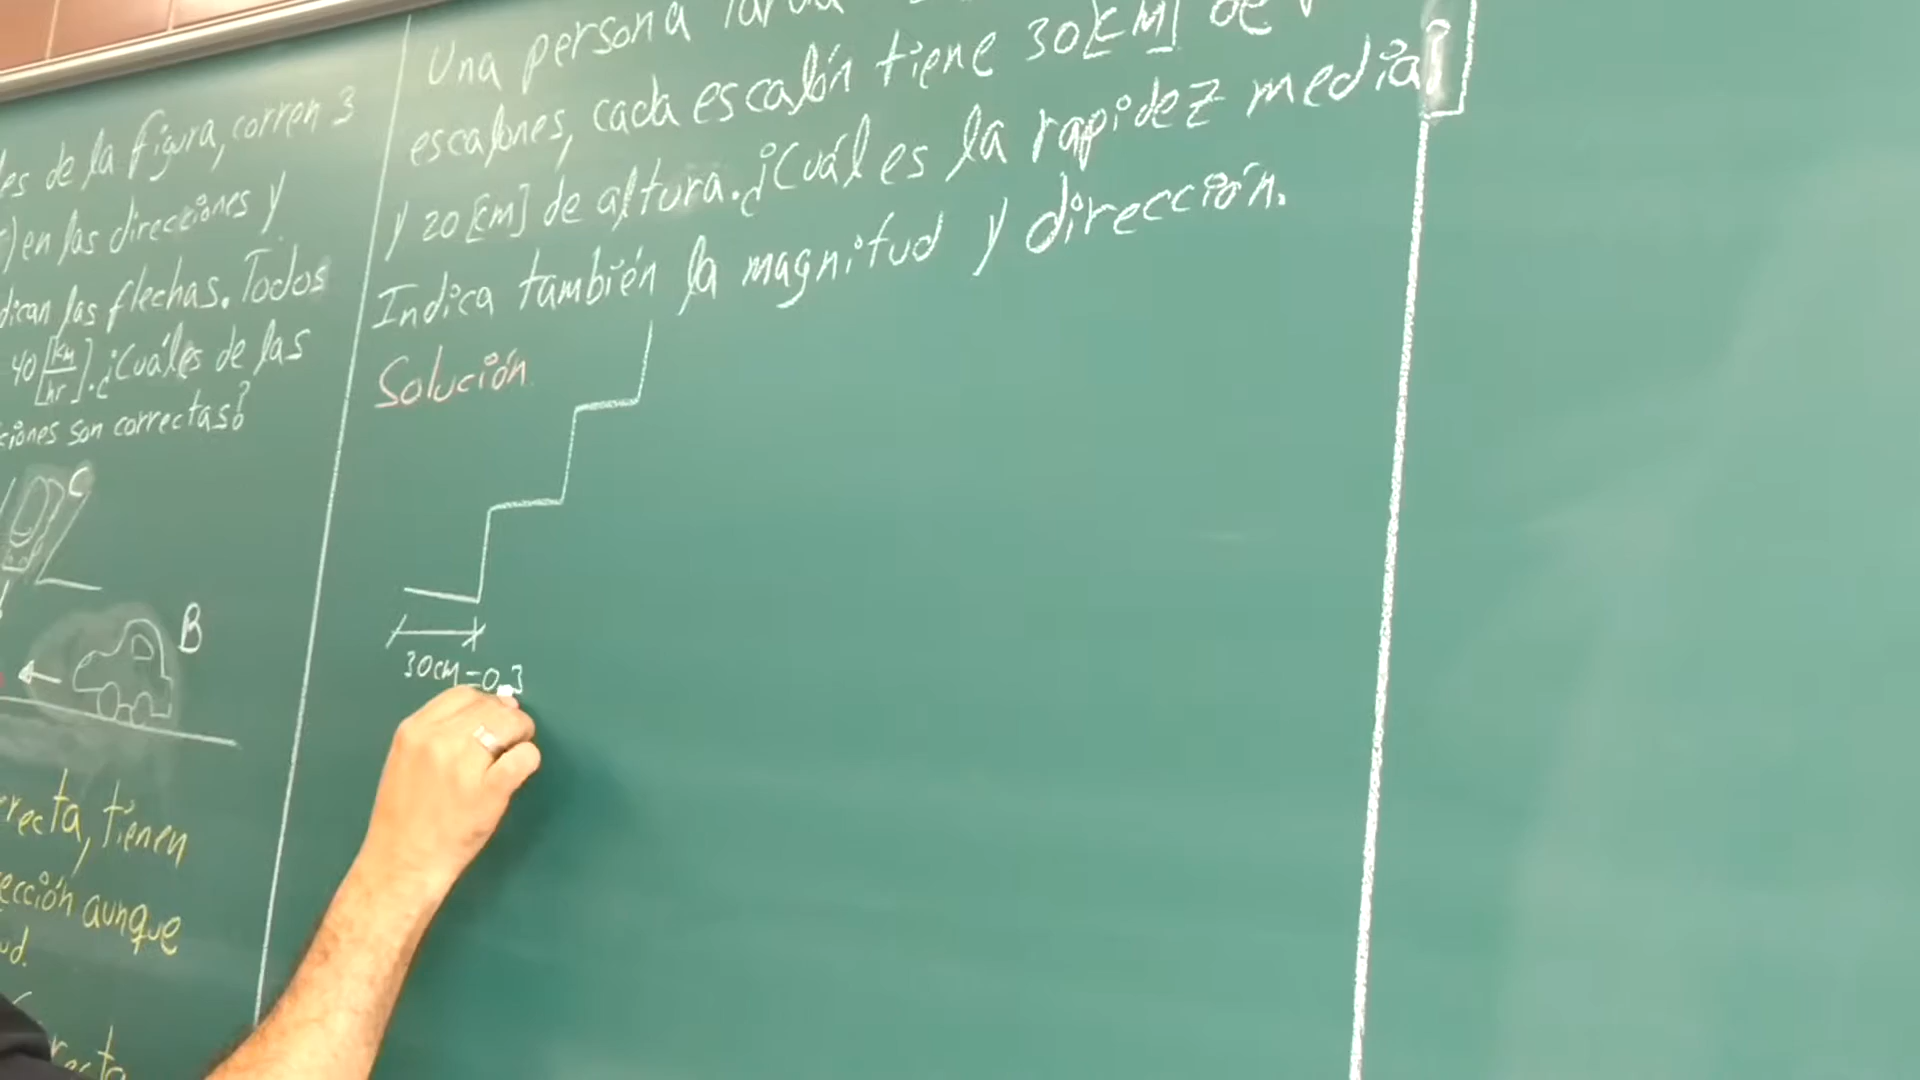 es de la figura, corren 3
) en las direcciones y
dican las flechas. Todos
40 [km/hr]. ¿Cuáles de las
ciones son correctas?
C
B
recta, tienen
ección aunque
ud.
recta
Una persona tarda
escalones, cada escalón tiene 30[cm] de
y 20[cm] de altura. ¿Cuál es la rapidez media?
Indica también la magnitud y dirección.
Solución
30cm=0.3